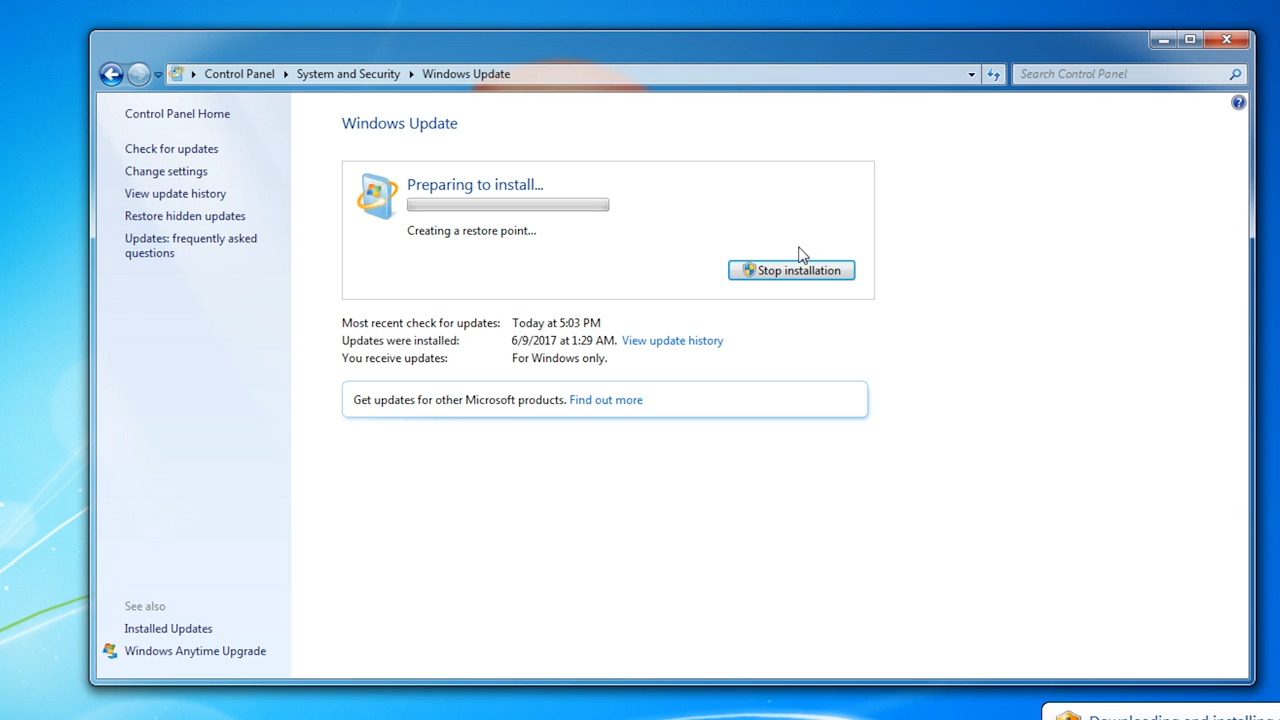 Control Panel
System and Security
Windows Update
Search Control Panel
Control Panel Home
Check for updates
Change settings
View update history
Restore hidden updates
Updates: frequently asked
questions
See also
Installed Updates
Windows Anytime Upgrade
Windows Update
Preparing to install...
Creating a restore point...
Stop installation
Most recent check for updates: Today at 5:03 PM
Updates were installed: 6/9/2017 at 1:29 AM. View update history
You receive updates: For Windows only.
Get updates for other Microsoft products. Find out more
Downloading and installing